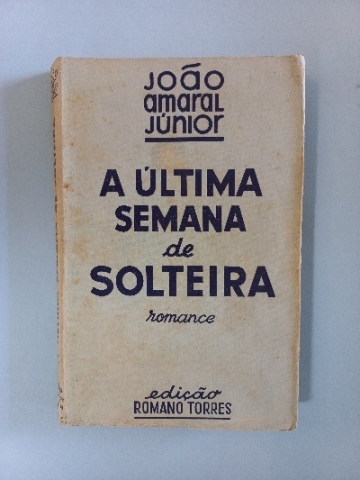 João
amaral
Júnior
A ÚLTIMA
SEMANA
de
SOLTEIRA
romance
edição
ROMANO TORRES